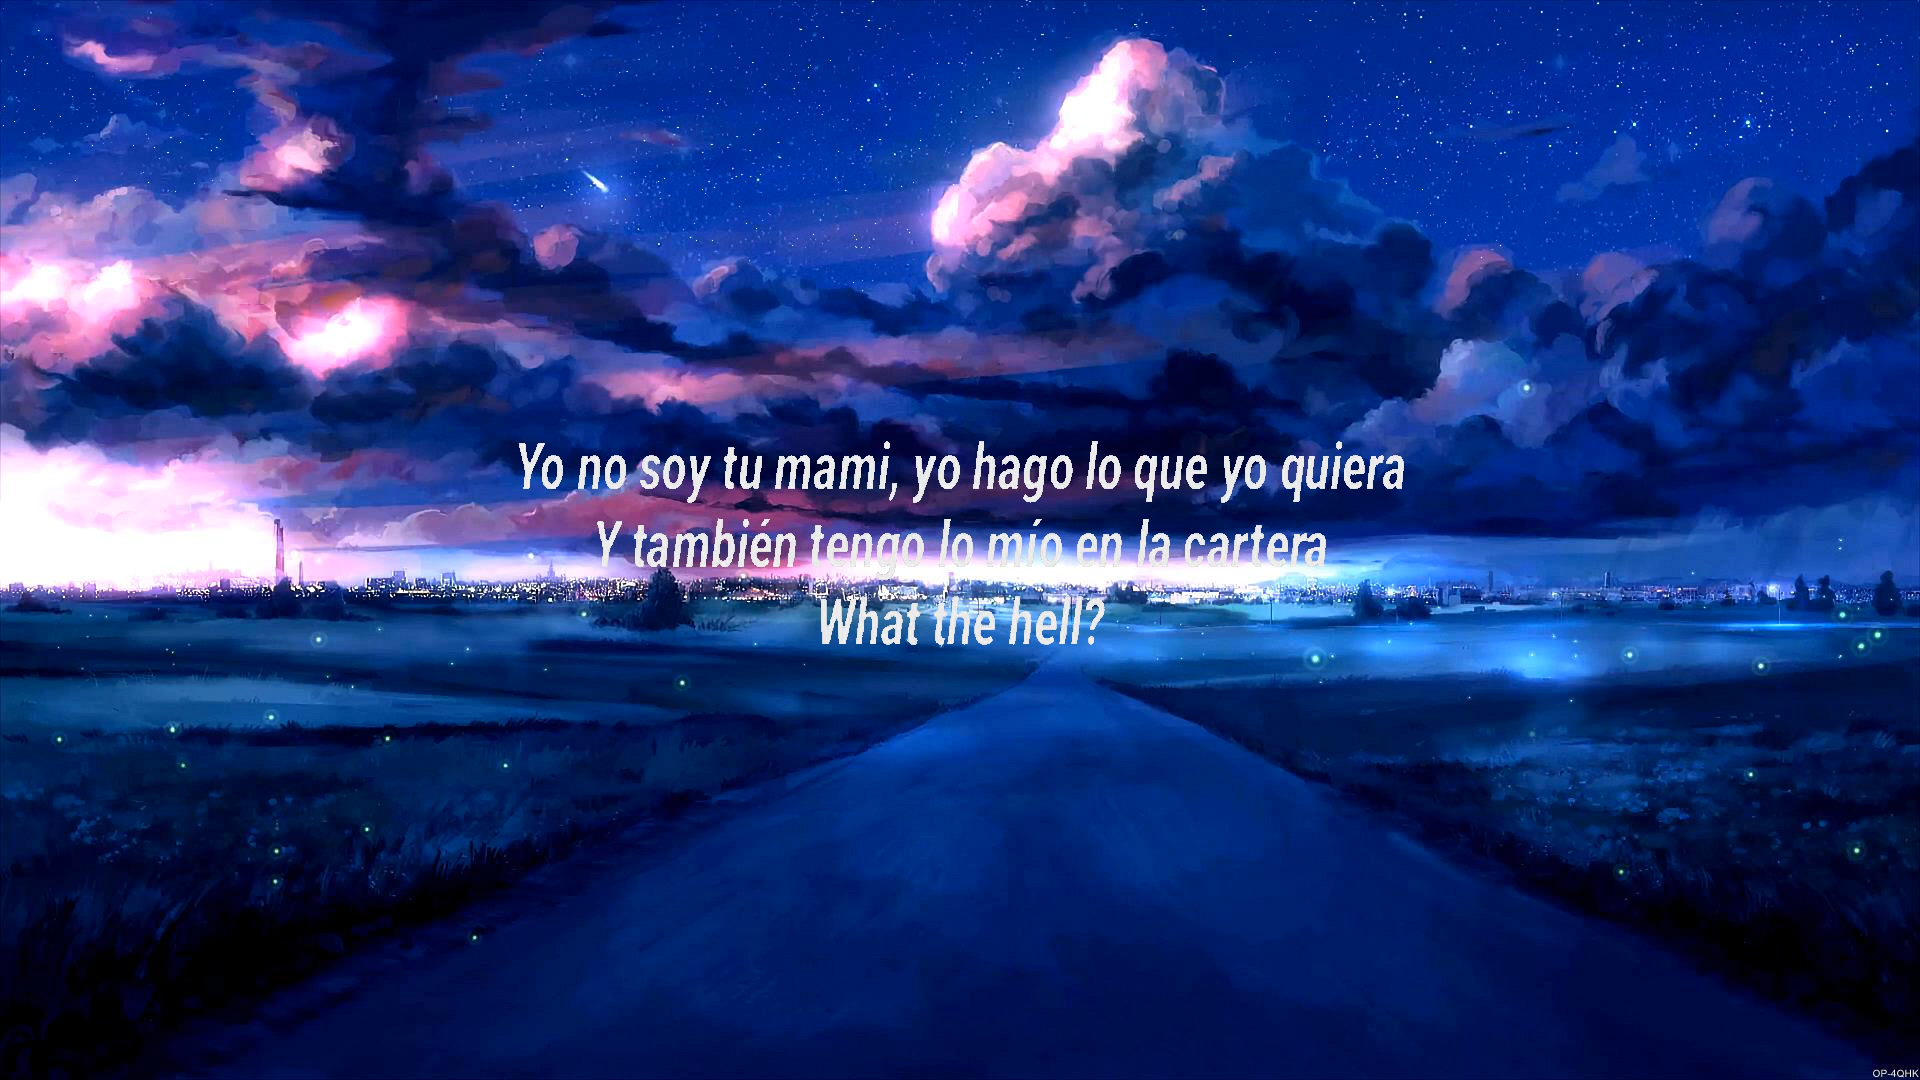 Yo no soy tu mami, yo hago lo que yo quiera
Y también tengo lo mío en la cartera
What the hell?
OP-4QHK